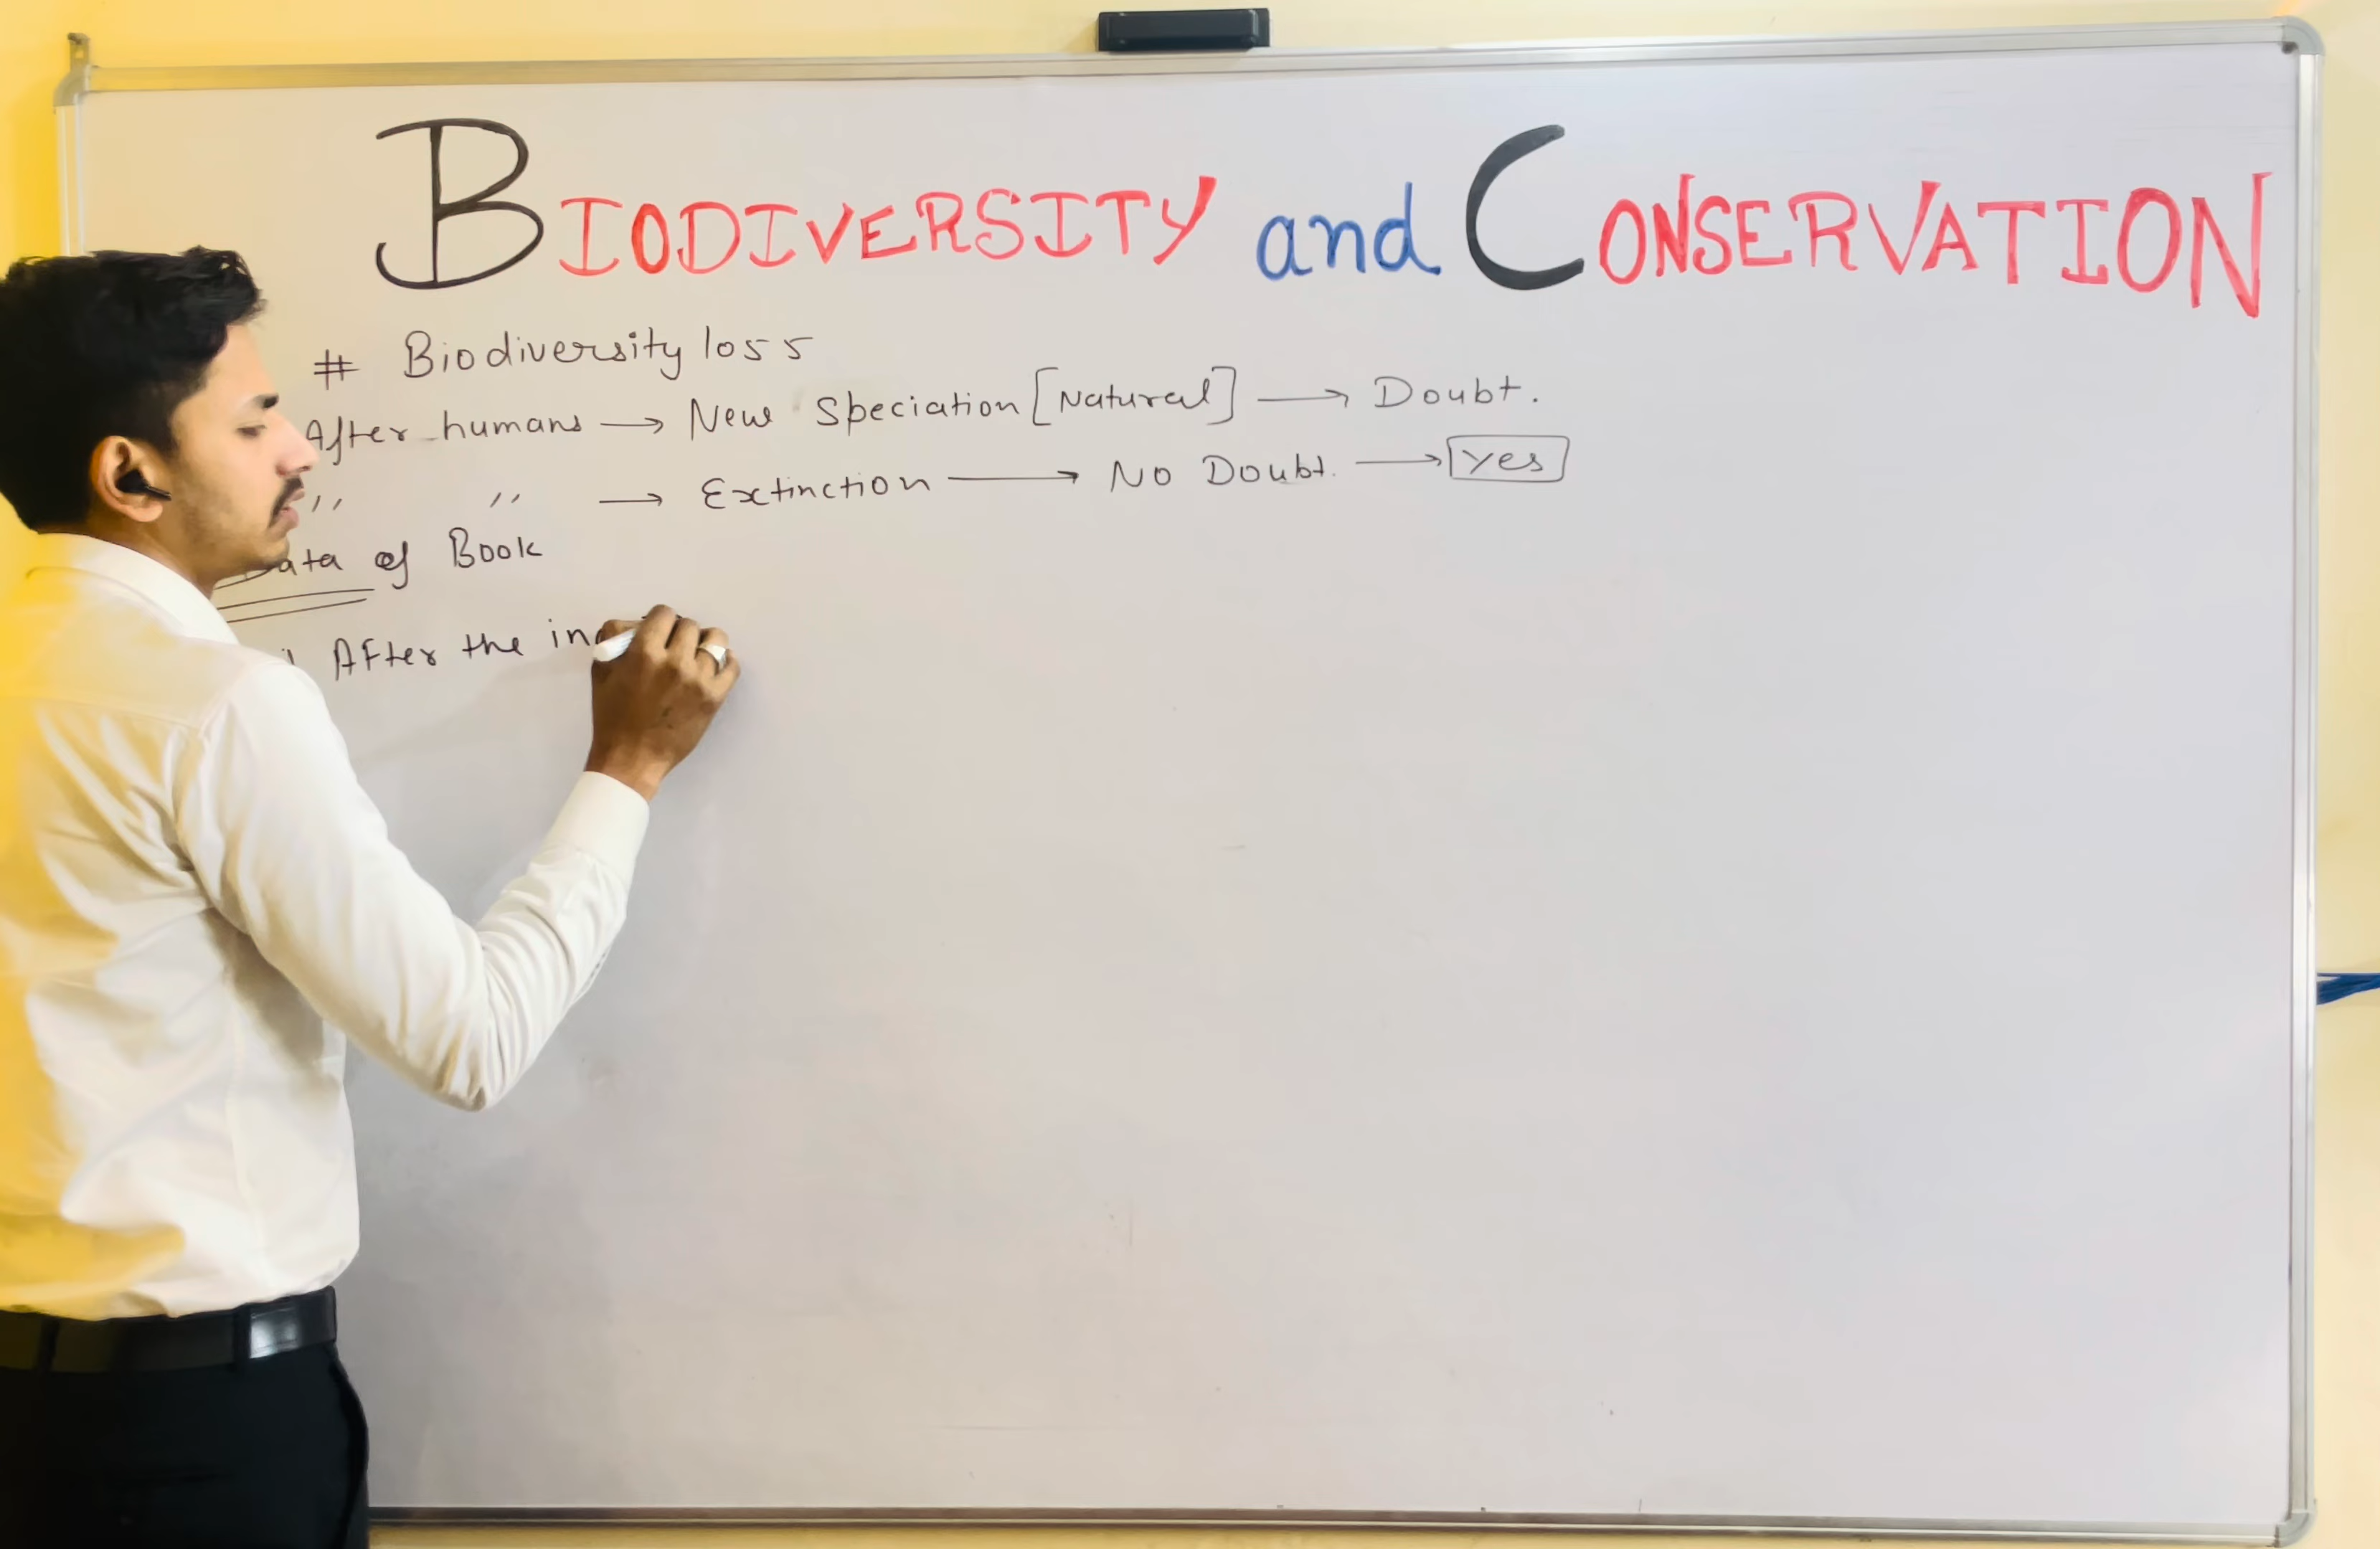 BIODIVERSITY and CONSERVATION
# Biodiversity loss
After humans → New Speciation [Natural] → Doubt.
" " → Extinction → No Doubt. → Yes
Data of Book
After the